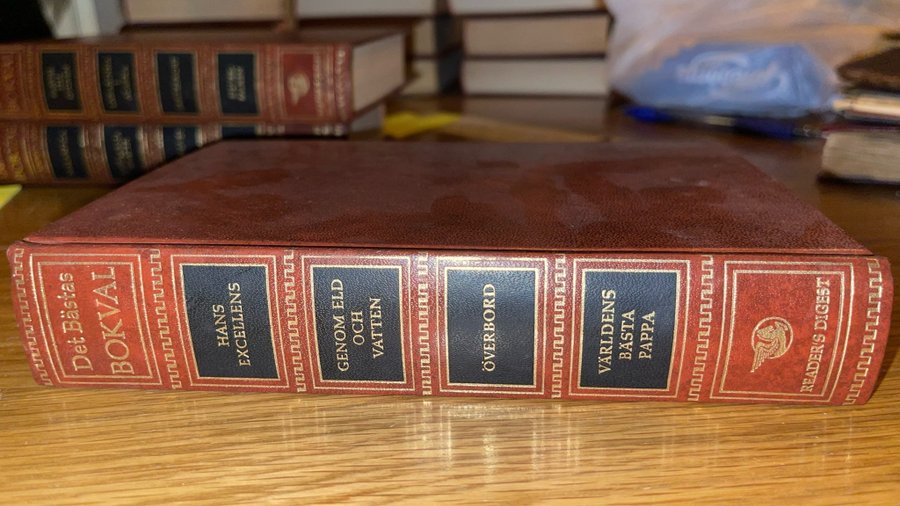 Det Bästas
BOKVAL
HANS
EXCELLENS
GENOM ELD
OCH
VATTEN
ÖVERBORD
VÄRLDENS
BÄSTA
PAPPA
READER'S DIGEST